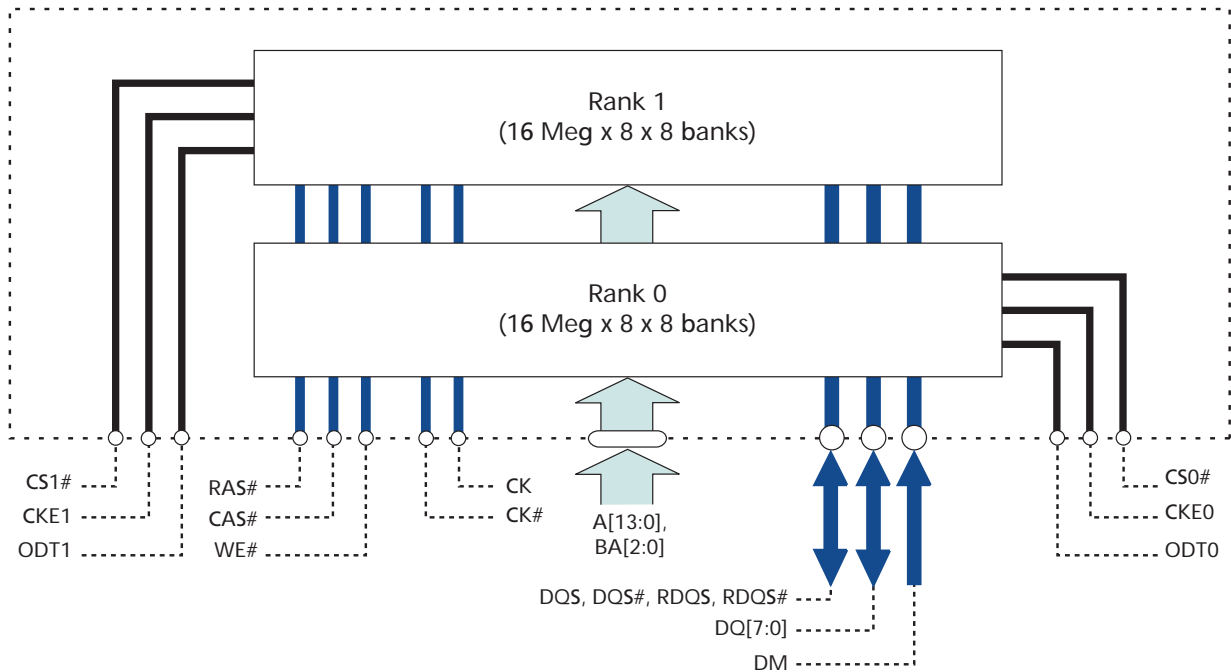 Rank 1
(16 Meg x 8 x 8 banks)
Rank 0
(16 Meg x 8 x 8 banks)
CS1#
CKE1
ODT1
RAS#
CAS#
WE#
CK
CK#
A[13:0],
BA[2:0]
CS0#
CKE0
ODT0
DQS, DQS#, RDQS, RDQS#
DQ[7:0]
DM